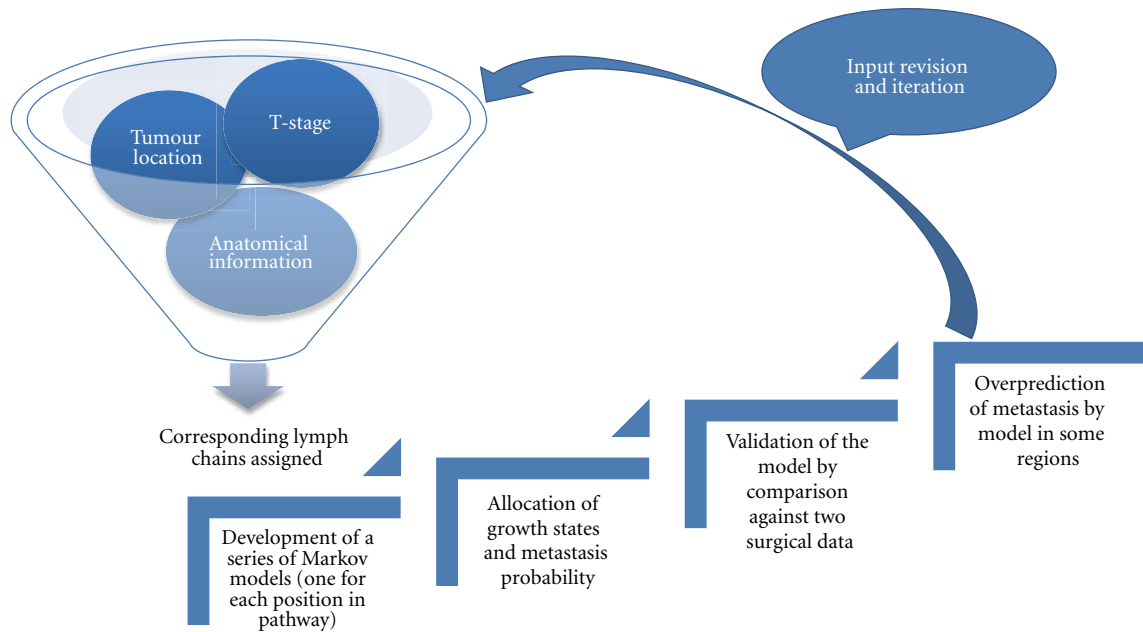 Input revision
and iteration
T-stage
Tumour
location
Anatomical
information
Corresponding lymph
chains assigned
Development of a
series of Markov
models (one for
each position in
pathway)
Allocation of
growth states
and metastasis
probability
Validation of the
model by
comparison
against two
surgical data
Overprediction
of metastasis by
model in some
regions